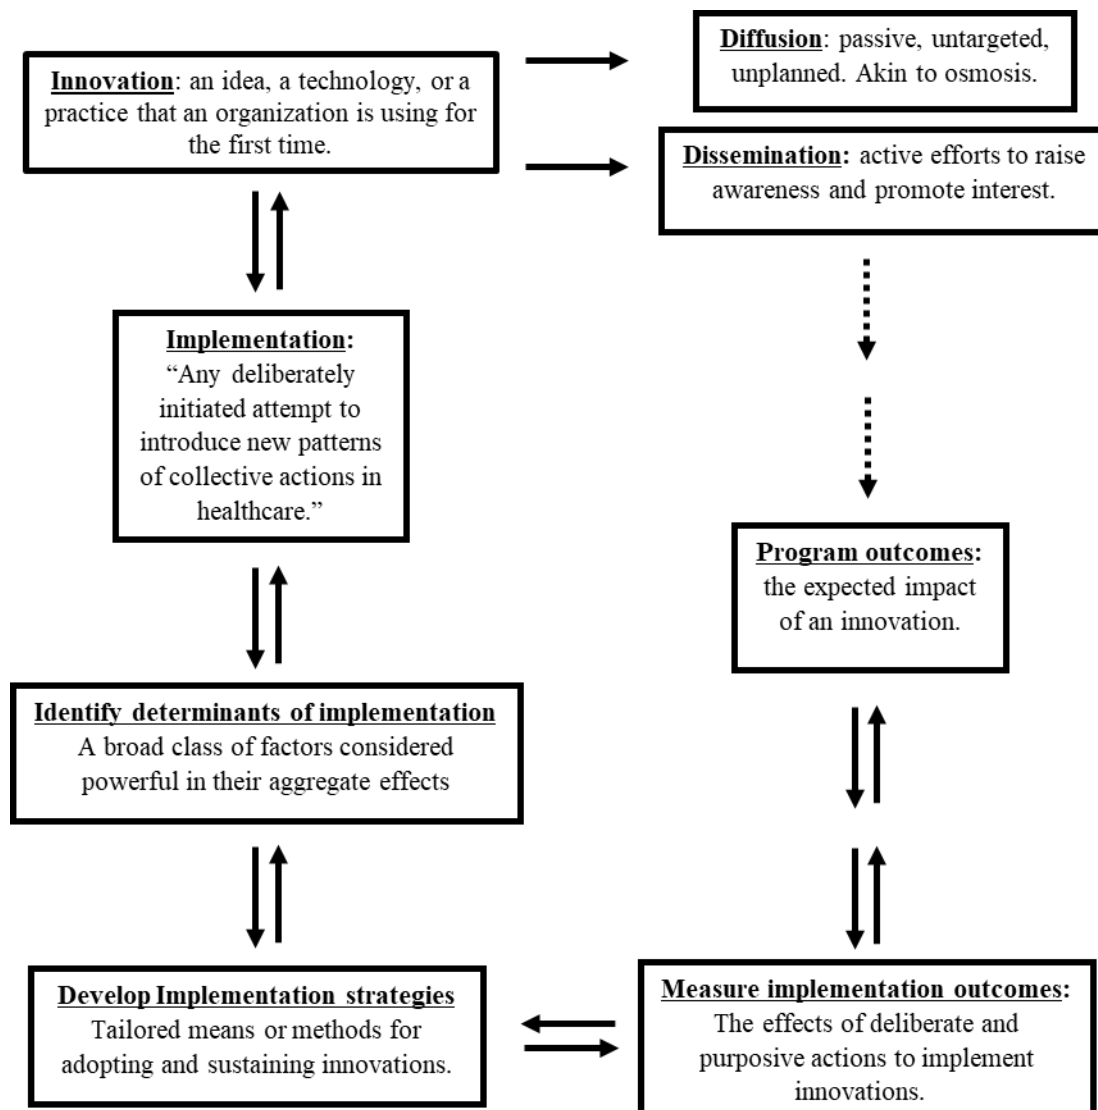 Innovation: an idea, a technology, or a
practice that an organization is using for
the first time.
Diffusion: passive, untargeted,
unplanned. Akin to osmosis.
Dissemination: active efforts to raise
awareness and promote interest.
Implementation:
“Any deliberately
initiated attempt to
introduce new patterns
of collective actions in
healthcare.”
Program outcomes:
the expected impact
of an innovation.
Identify determinants of implementation
A broad class of factors considered
powerful in their aggregate effects
Develop Implementation strategies
Tailored means or methods for
adopting and sustaining innovations.
Measure implementation outcomes:
The effects of deliberate and
purposive actions to implement
innovations.